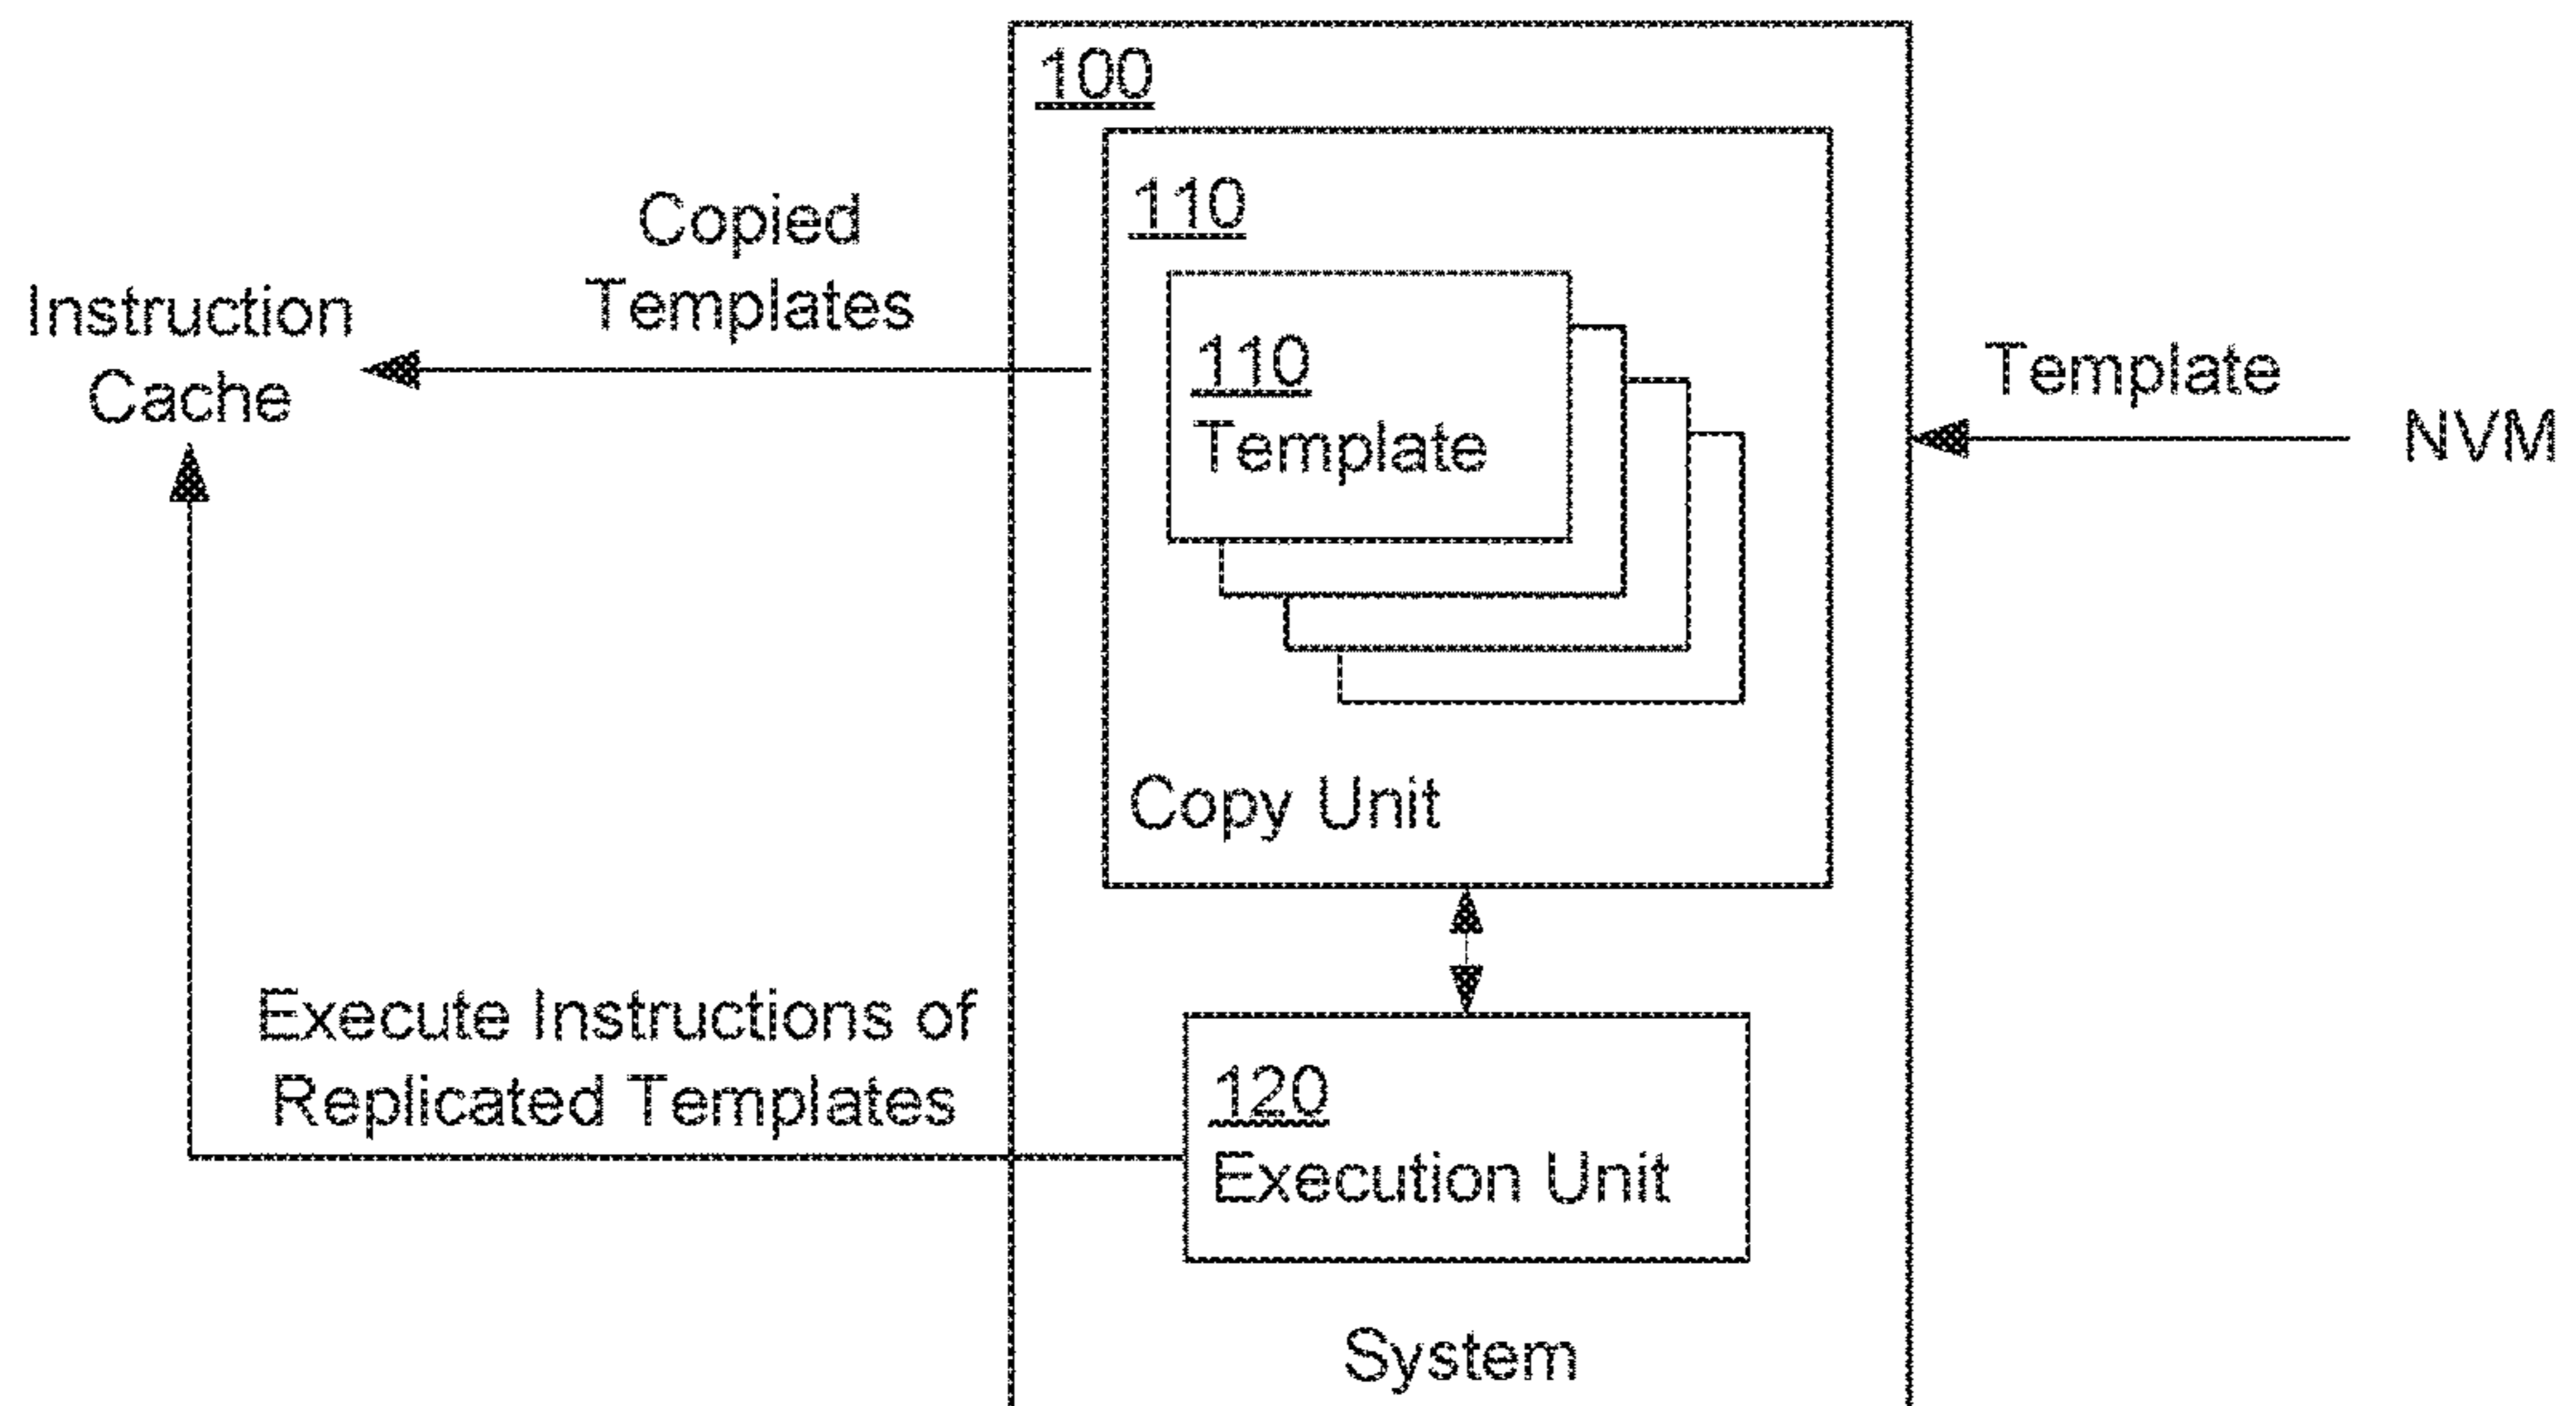 100
110
Copied
Templates
Instruction
Cache
110
Template
Template
NVM
Copy Unit
Execute Instructions of
Replicated Templates
120
Execution Unit
System